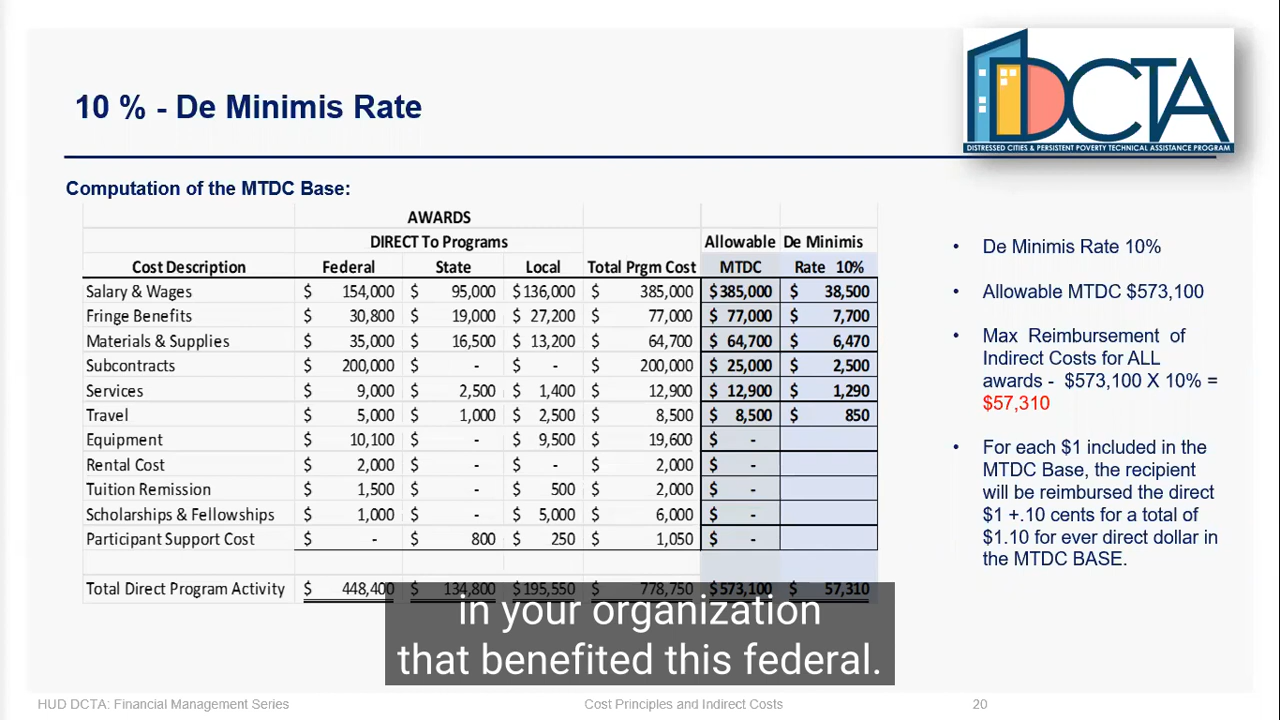 10 % - De Minimis Rate
DCTA
DISTRESSED CITIES & PERSISTENT POVERTY TECHNICAL ASSISTANCE PROGRAM
Computation of the MTDC Base:
AWARDS
DIRECT To Programs Allowable De Minimis
Cost Description Federal State Local Total Prgm Cost MTDC Rate 10%
Salary & Wages $ 154,000 $ 95,000 $ 136,000 $ 385,000 $ 385,000 $ 38,500
Fringe Benefits $ 30,800 $ 19,000 $ 27,200 $ 77,000 $ 77,000 $ 7,700
Materials & Supplies $ 35,000 $ 16,500 $ 13,200 $ 64,700 $ 64,700 $ 6,470
Subcontracts $ 200,000 $ - $ - $ 200,000 $ 25,000 $ 2,500
Services $ 9,000 $ 2,500 $ 1,400 $ 12,900 $ 12,900 $ 1,290
Travel $ 5,000 $ 1,000 $ 2,500 $ 8,500 $ 8,500 $ 850
Equipment $ 10,100 $ - $ 9,500 $ 19,600 $ -
Rental Cost $ 2,000 $ - $ - $ 2,000 $ -
Tuition Remission $ 1,500 $ - $ 500 $ 2,000 $ -
Scholarships & Fellowships $ 1,000 $ - $ 5,000 $ 6,000 $ -
Participant Support Cost $ - $ 800 $ 250 $ 1,050 $ -
Total Direct Program Activity $ 448,400 $ 134,800 $ 195,550 $ 778,750 $ 573,100 $ 57,310
• De Minimis Rate 10%
• Allowable MTDC $573,100
• Max Reimbursement of
Indirect Costs for ALL
awards - $573,100 X 10% =
$57,310
• For each $1 included in the
MTDC Base, the recipient
will be reimbursed the direct
$1 +.10 cents for a total of
$1.10 for ever direct dollar in
the MTDC BASE.
in your organization
that benefited this federal.
HUD DCTA: Financial Management Series
Cost Principles and Indirect Costs
20